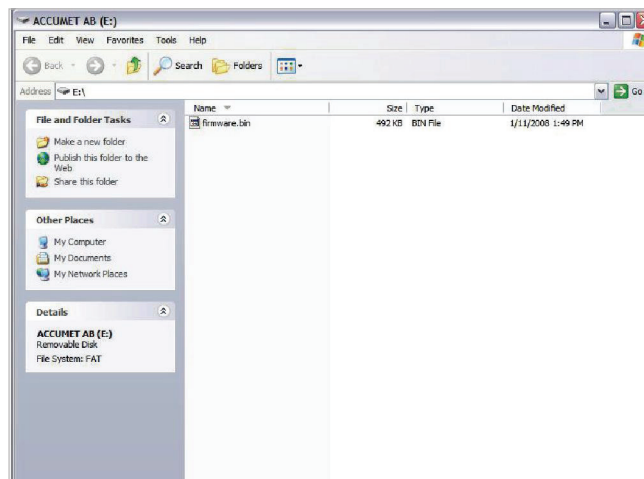 ACCUMET AB (E:)
File Edit View Favorites Tools Help
Back Search Folders
Address E:\ Go
Name Size Type Date Modified
firmware.bin 492 KB BIN File 1/11/2008 1:49 PM
File and Folder Tasks
Make a new folder
Publish this folder to the
Web
Share this folder
Other Places
My Computer
My Documents
My Network Places
Details
ACCUMET AB (E:)
Removable Disk
File System: FAT